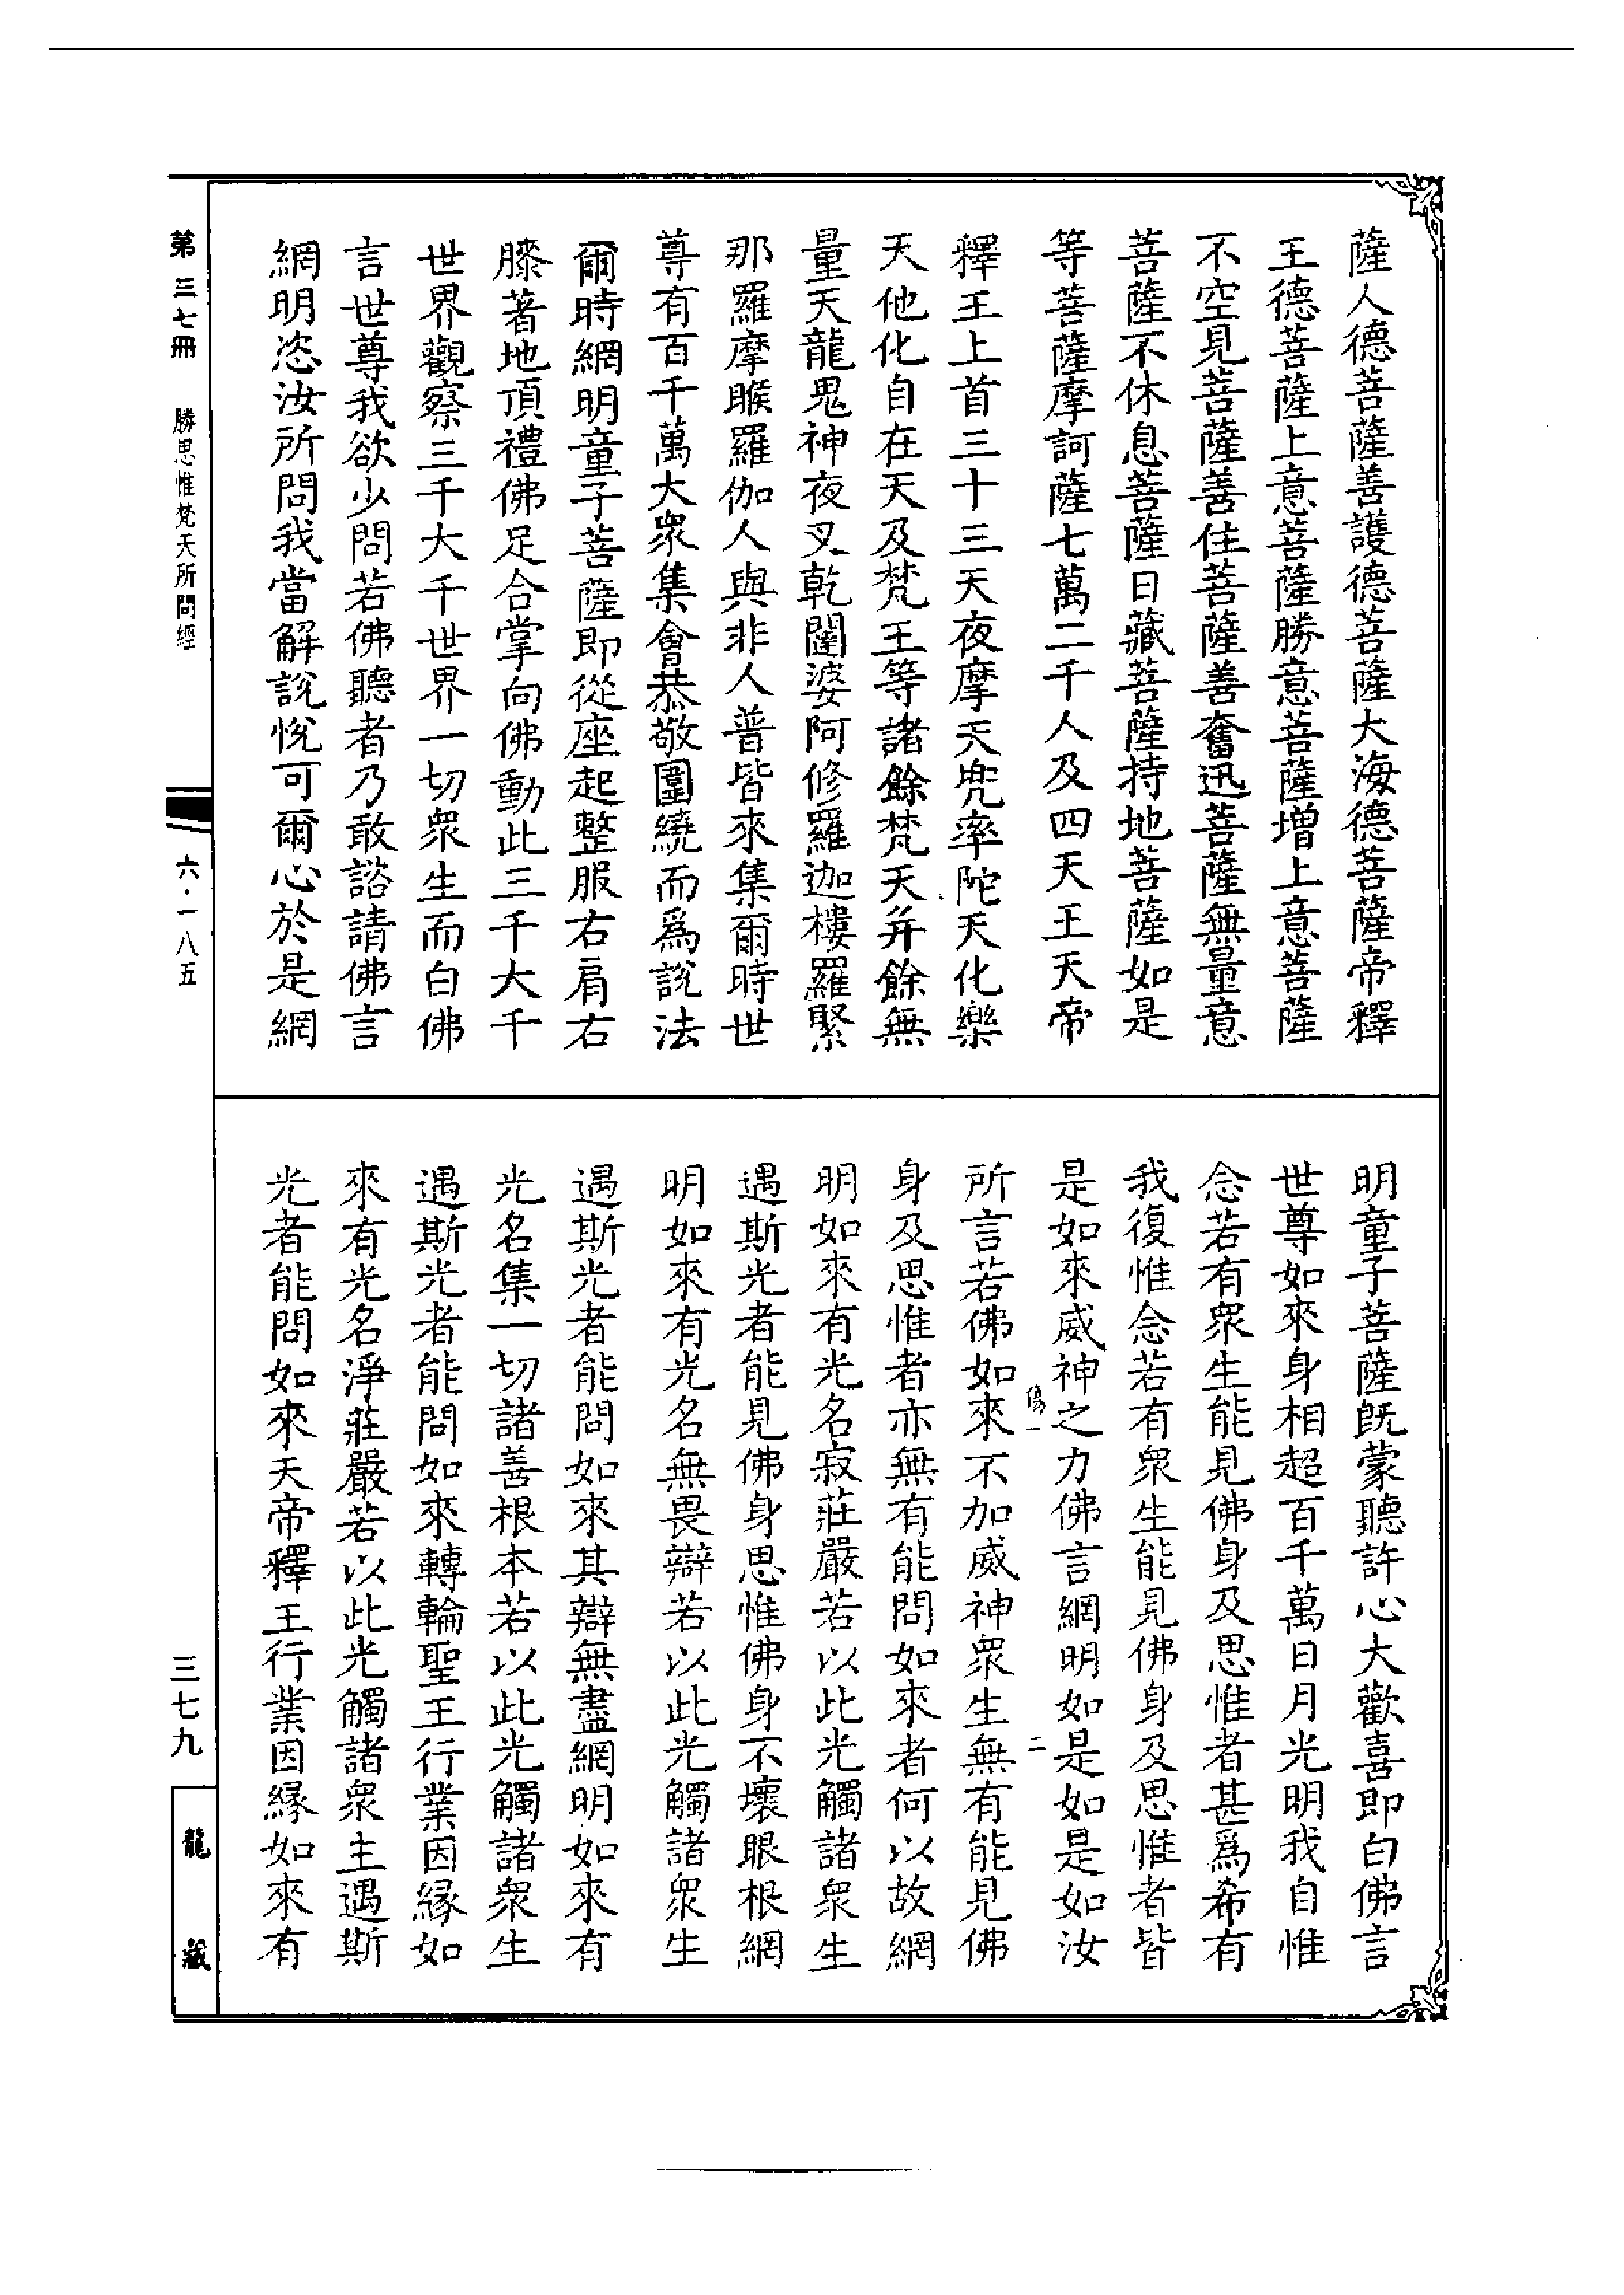 薩人德菩薩善護德菩薩大海德菩薩帝釋
王德菩薩上意菩薩勝意菩薩增上意菩薩
不空見菩薩善住菩薩善奮迅菩薩無量意
菩薩不休息菩薩日藏菩薩持地菩薩如是
等菩薩摩訶薩七萬二千人及四天王天帝
釋王上首三十三天夜摩天兜率陀天化樂
天他化自在天及梵王等諸餘梵天并餘無
量天龍鬼神夜叉乾闥婆阿修羅迦樓羅緊
那羅摩睺羅伽人與非人普皆來集爾時世
尊有百千萬大眾集會恭敬圍繞而爲說法
爾時網明童子菩薩即從座起整服右肩右
膝著地頂禮佛足合掌向佛動此三千大千
世界觀察三千大千世界一切眾生而白佛
言世尊我欲少問若佛聽者乃敢諮請佛言
網明恣汝所問我當解說悅可爾心於是網
明童子菩薩既蒙聽許心大歡喜即白佛言
世尊如來身相超百千萬日月光明我自惟
念若有眾生能見佛身及思惟者甚爲希有
我復惟念若有眾生能見佛身及思惟者皆
是如來威神之力佛言網明如是如是如汝
所言若佛如來不加威神眾生無有能見佛
身及思惟者亦無有能問如來者何以故網
明如來有光名寂莊嚴若以此光觸諸眾生
遇斯光者能見佛身思惟佛身不壞眼根網
明如來有光名無畏辯若以此光觸諸眾生
遇斯光者能問如來其辯無盡網明如來有
光名集一切諸善根本若以此光觸諸眾生
遇斯光者能問如來轉輪聖王行業因緣如
來有光名淨莊嚴若以此光觸諸眾生遇斯
光者能問如來天帝釋王行業因緣如來有
第三七冊
勝思惟梵天所問經
六·一八五
三七九
龍藏
一
二